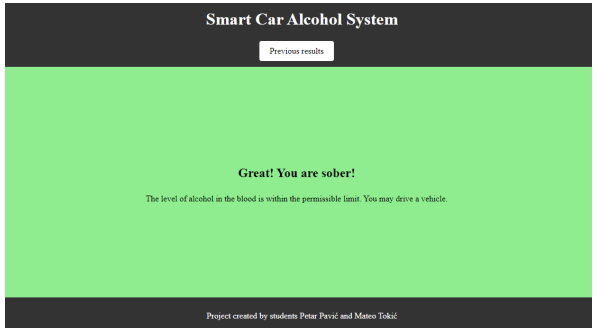 Smart Car Alcohol System
Previous results
Great! You are sober!
The level of alcohol in the blood is within the permissible limit. You may drive a vehicle.
Project created by students Petar Pavić and Mateo Tokić